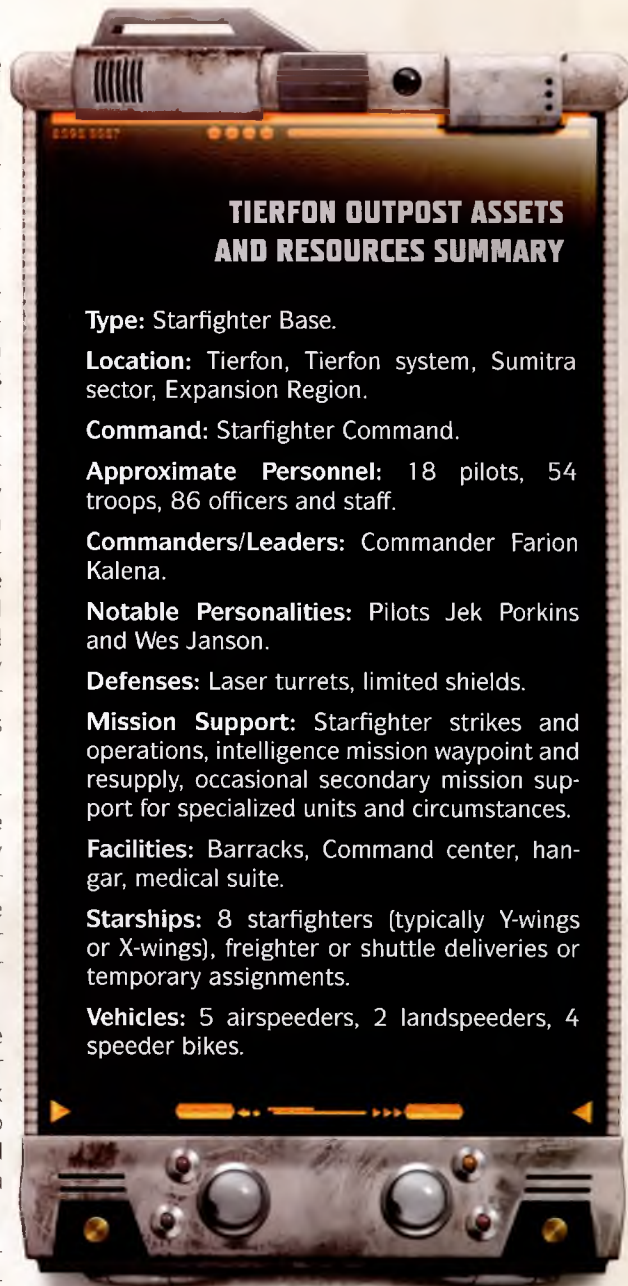 8598 5587
TIERFON OUTPOST ASSETS
AND RESOURCES SUMMARY
Type: Starfighter Base.
Location: Tierfon, Tierfon system, Sumitra
sector, Expansion Region.
Command: Starfighter Command.
Approximate Personnel: 18 pilots, 54
troops, 86 officers and staff.
Commanders/Leaders: Commander Farion
Kalena.
Notable Personalities: Pilots Jek Porkins
and Wes Janson.
Defenses: Laser turrets, limited shields.
Mission Support: Starfighter strikes and
operations, intelligence mission waypoint and
resupply, occasional secondary mission sup-
port for specialized units and circumstances.
Facilities: Barracks, Command center, han-
gar, medical suite.
Starships: 8 starfighters (typically Y-wings
or X-wings), freighter or shuttle deliveries or
temporary assignments.
Vehicles: 5 airspeeders, 2 landspeeders, 4
speeder bikes.